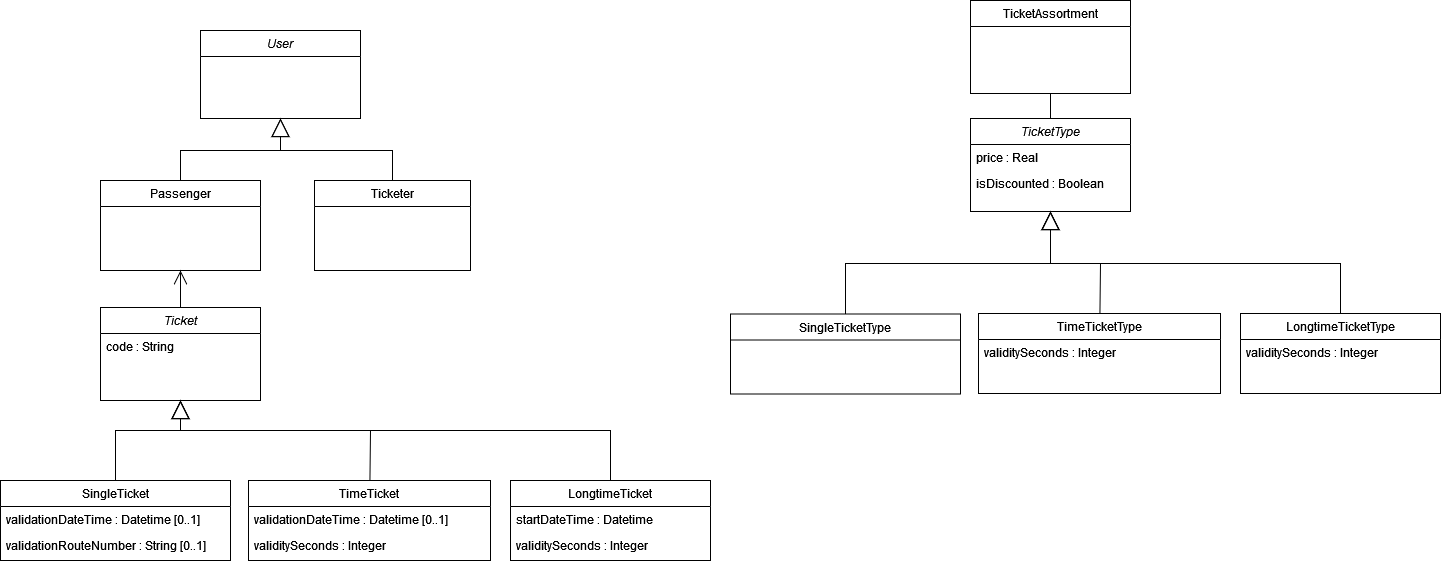 User
Passenger
Ticketer
Ticket
code : String
SingleTicket
validationDateTime : Datetime [0..1]
validationRouteNumber : String [0..1]
TimeTicket
validationDateTime : Datetime [0..1]
validitySeconds : Integer
LongtimeTicket
startDateTime : Datetime
validitySeconds : Integer
TicketAssortment
TicketType
price : Real
isDiscounted : Boolean
SingleTicketType
TimeTicketType
validitySeconds : Integer
LongtimeTicketType
validitySeconds : Integer